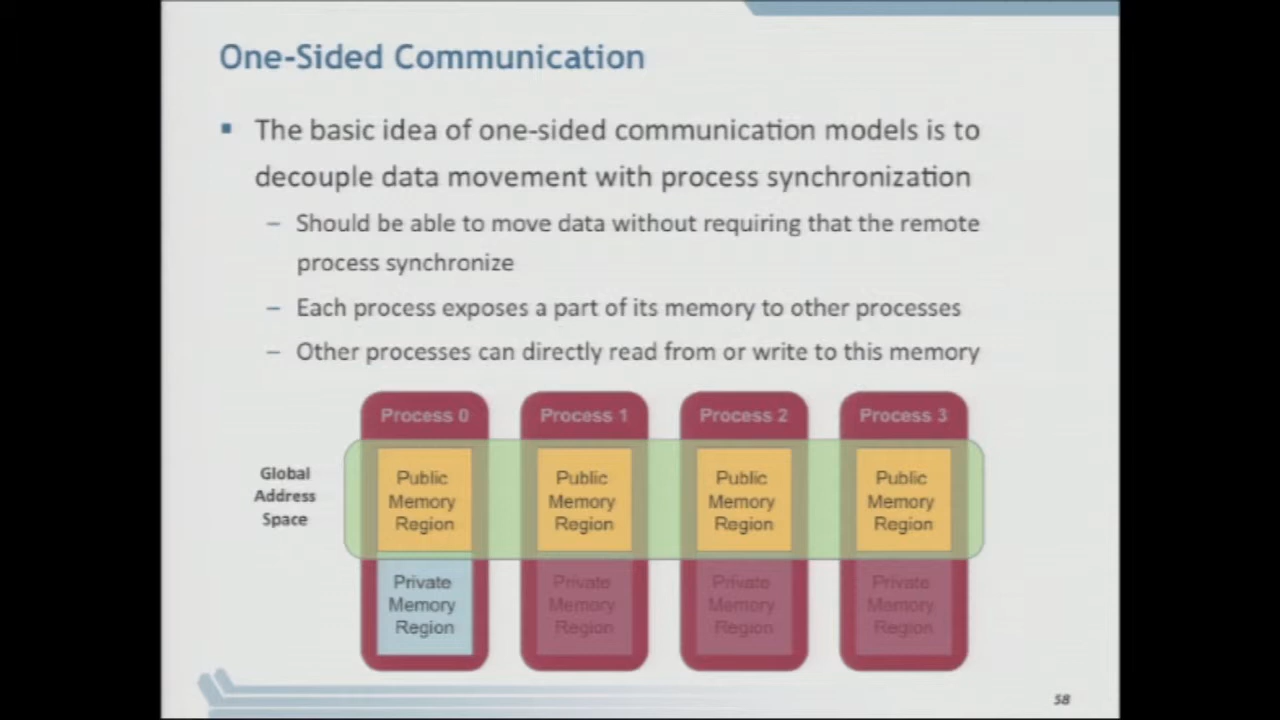 One-Sided Communication
The basic idea of one-sided communication models is to
decouple data movement with process synchronization
– Should be able to move data without requiring that the remote
process synchronize
– Each process exposes a part of its memory to other processes
– Other processes can directly read from or write to this memory
Process 0
Process 1
Process 2
Process 3
Global
Address
Space
Public
Memory
Region
Public
Memory
Region
Public
Memory
Region
Public
Memory
Region
Private
Memory
Region
Private
Memory
Region
Private
Memory
Region
Private
Memory
Region
58